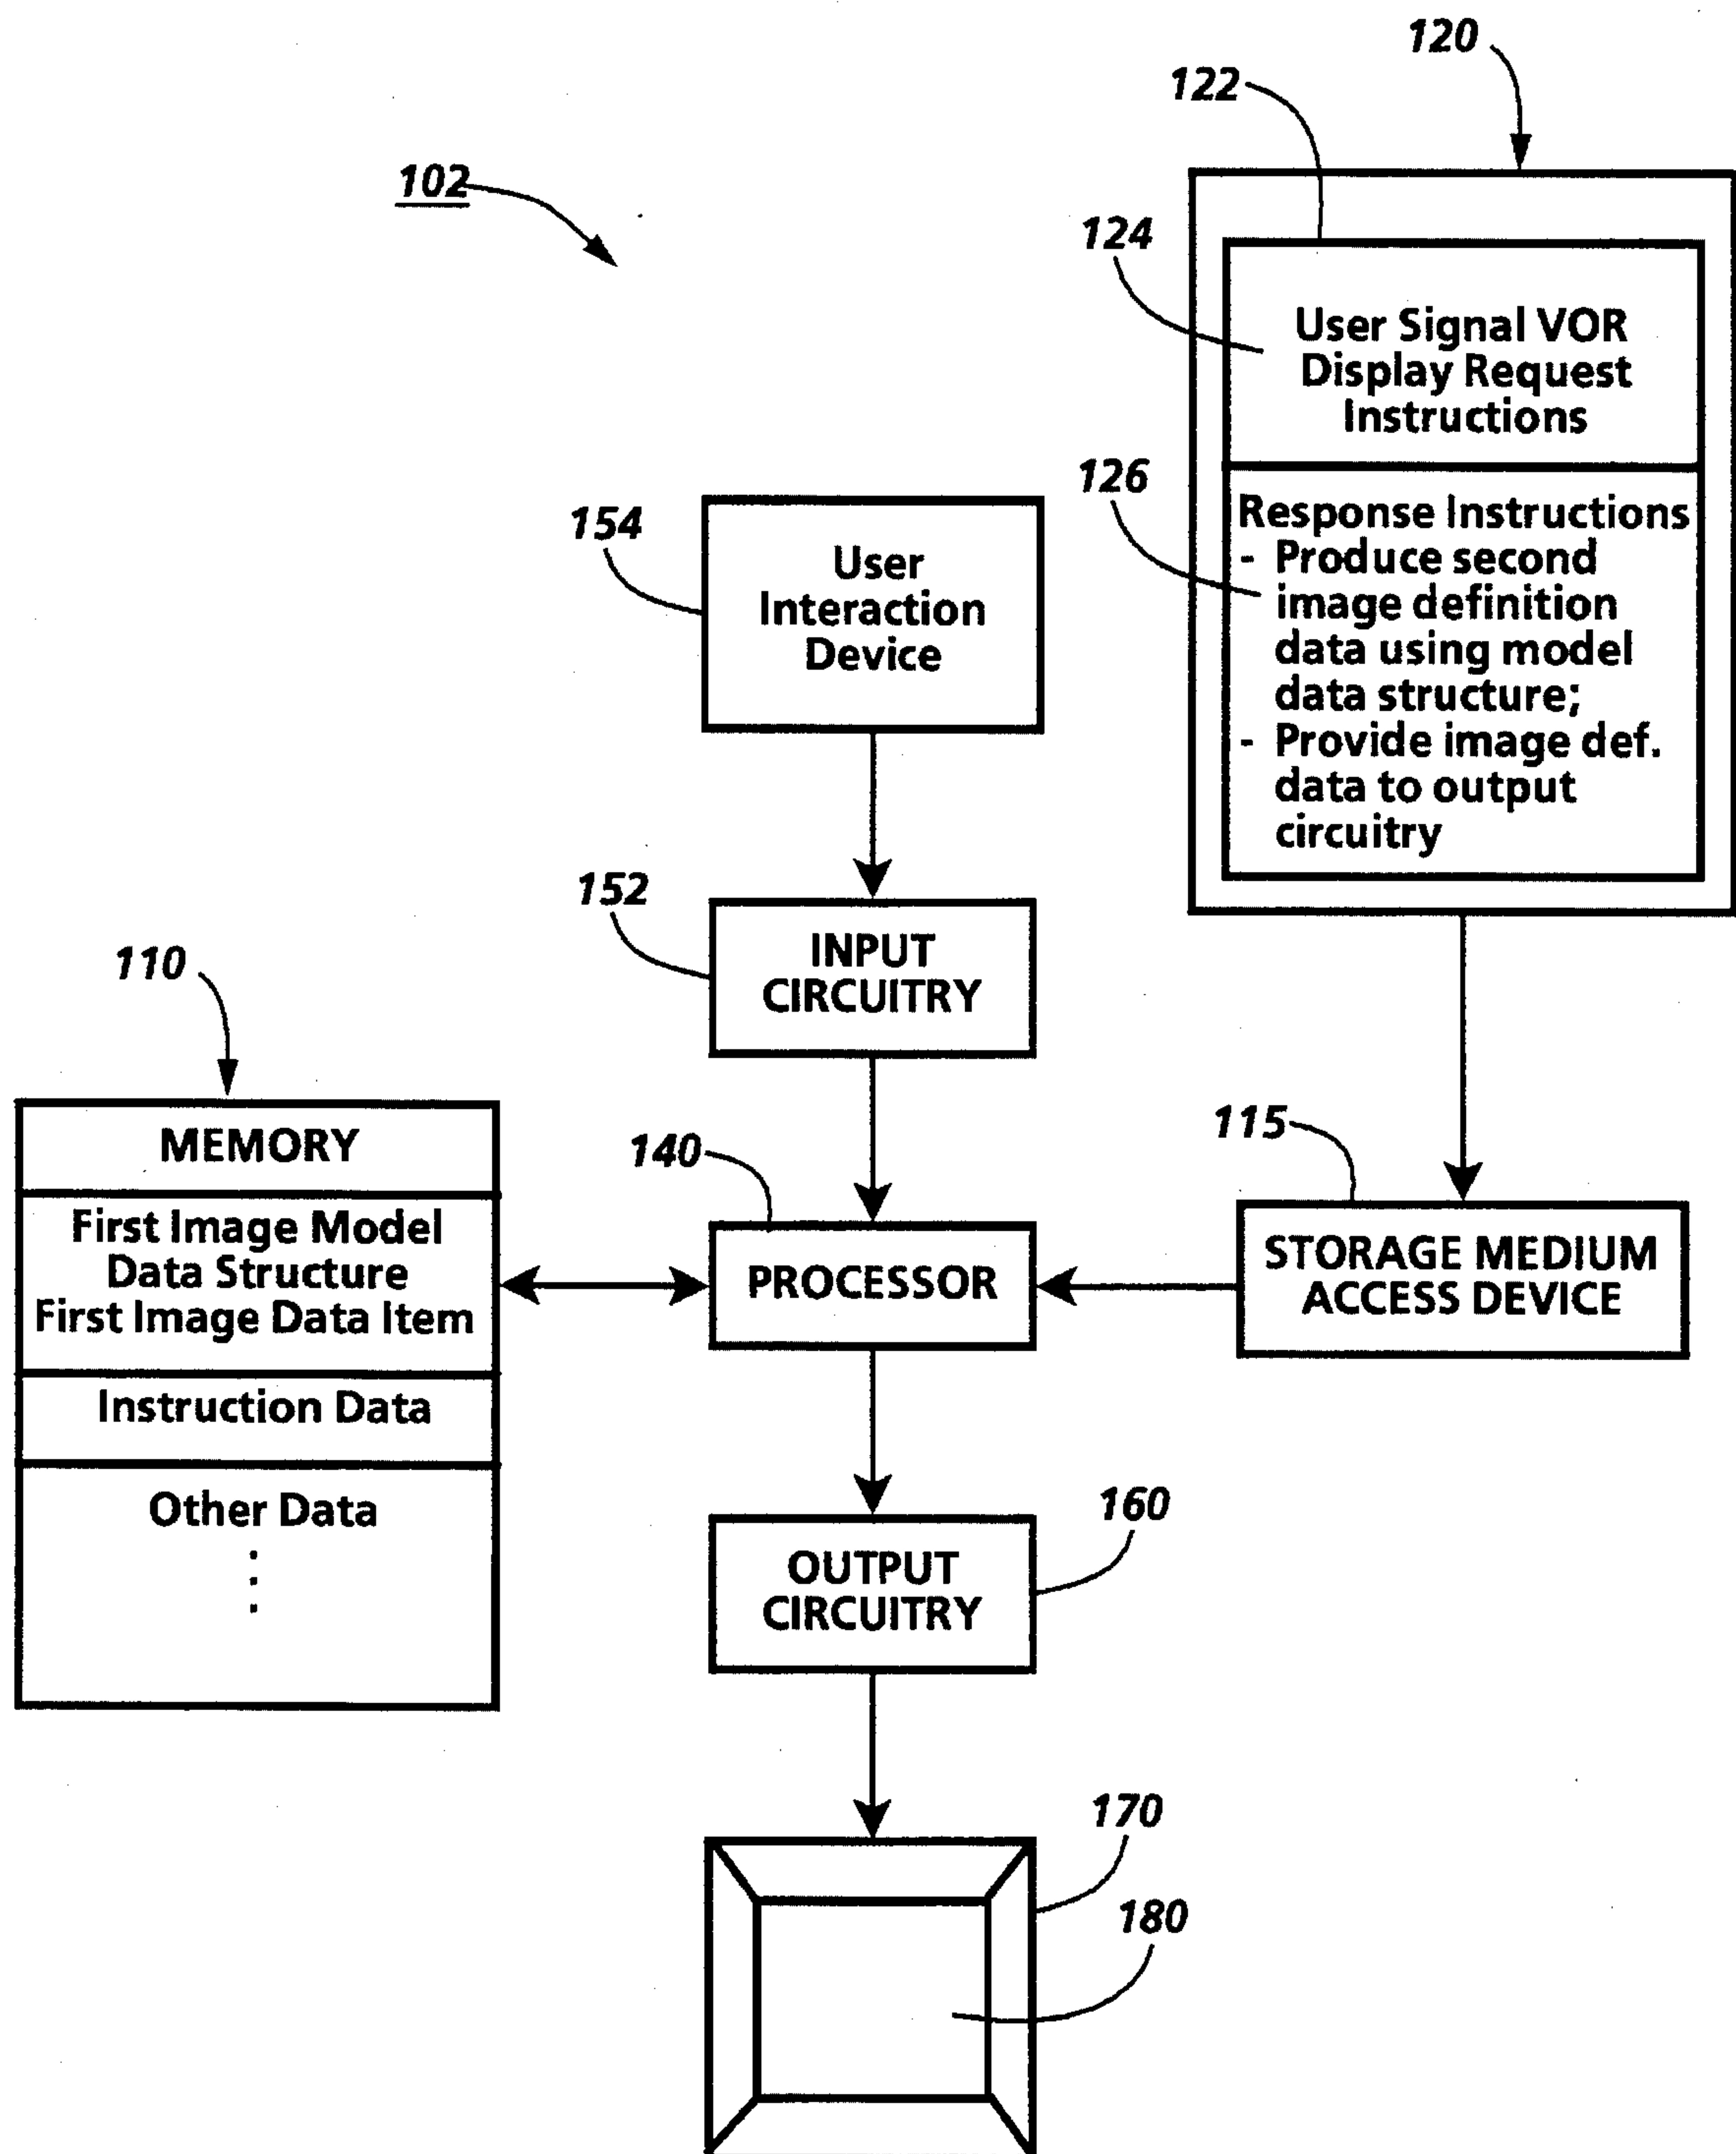 120
122
102
124
User Signal VOR
Display Request
Instructions
126
Response Instructions
- Produce second
image definition
data using model
data structure;
- Provide image def.
data to output
circuitry
154
User
Interaction
Device
152
INPUT
CIRCUITRY
110
MEMORY
First Image Model
Data Structure
First Image Data Item
Instruction Data
Other Data
140
PROCESSOR
115
STORAGE MEDIUM
ACCESS DEVICE
160
OUTPUT
CIRCUITRY
170
180